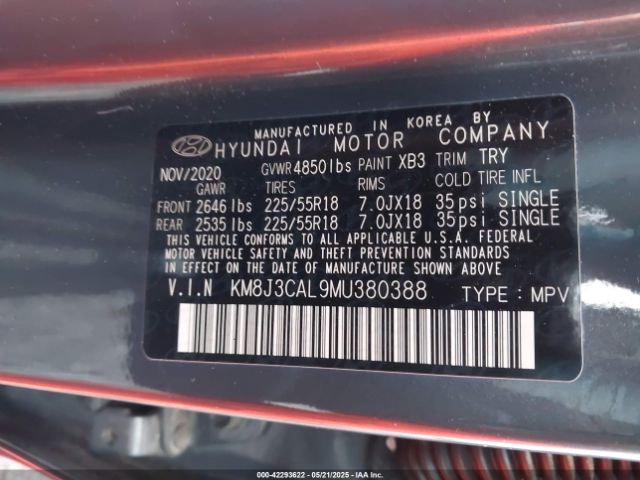 MANUFACTURED IN KOREA BY
HYUNDAI MOTOR COMPANY
NOV/2020 GVWR 4850 lbs PAINT XB3 TRIM TRY
GAWR TIRES RIMS COLD TIRE INFL
FRONT 2646 lbs 225/55R18 7.0JX18 35 psi SINGLE
REAR 2535 lbs 225/55R18 7.0JX18 35 psi SINGLE
THIS VEHICLE CONFORMS TO ALL APPLICABLE U.S.A. FEDERAL
MOTOR VEHICLE SAFETY AND THEFT PREVENTION STANDARDS
IN EFFECT ON THE DATE OF MANUFACTURE SHOWN ABOVE.
V.I.N KM8J3CAL9MU380388 TYPE : MPV
000-42293622 - 05/21/2025 - IAAI.COM